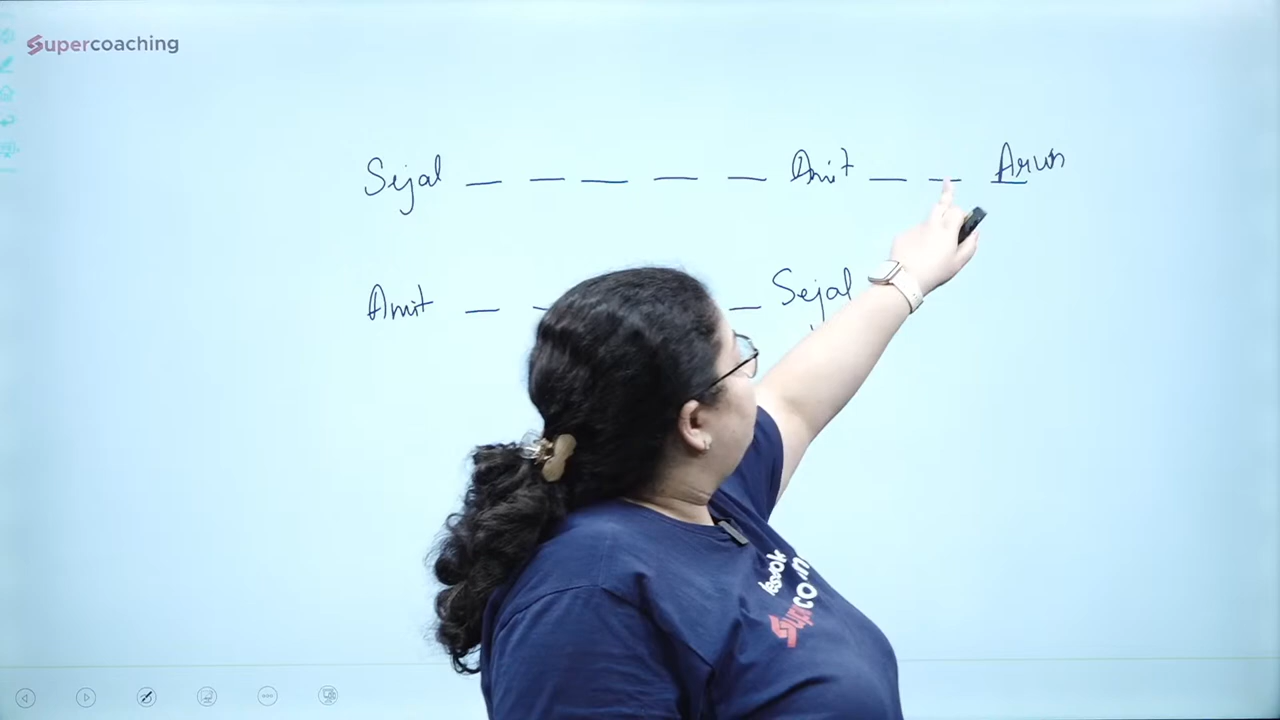 Supercoaching
Sejal — — — — — Amit — — Arun
Amit — — — Sejal